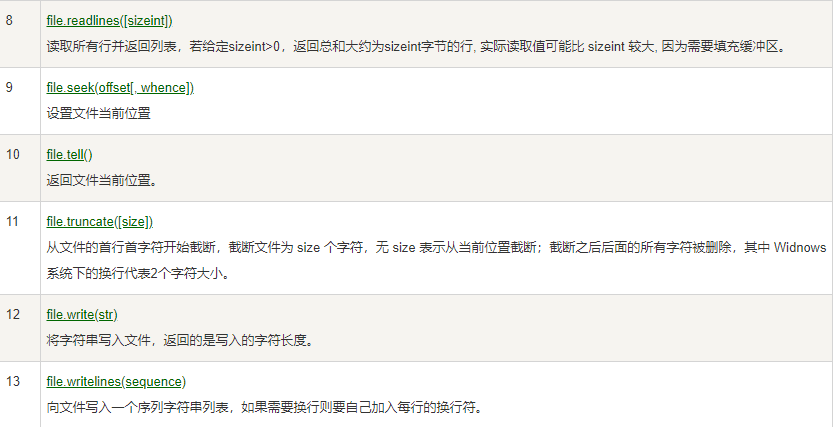 8 file.readlines([sizeint])
读取所有行并返回列表，若给定sizeint>0，返回总和大约为sizeint字节的行, 实际读取值可能比 sizeint 较大, 因为需要填充缓冲区。
9 file.seek(offset[, whence])
设置文件当前位置
10 file.tell()
返回文件当前位置。
11 file.truncate([size])
从文件的首行首字符开始截断，截断文件为 size 个字符，无 size 表示从当前位置截断；截断之后后面的所有字符被删除，其中 Widnows
系统下的换行代表2个字符大小。
12 file.write(str)
将字符串写入文件，返回的是写入的字符长度。
13 file.writelines(sequence)
向文件写入一个序列字符串列表，如果需要换行则要自己加入每行的换行符。